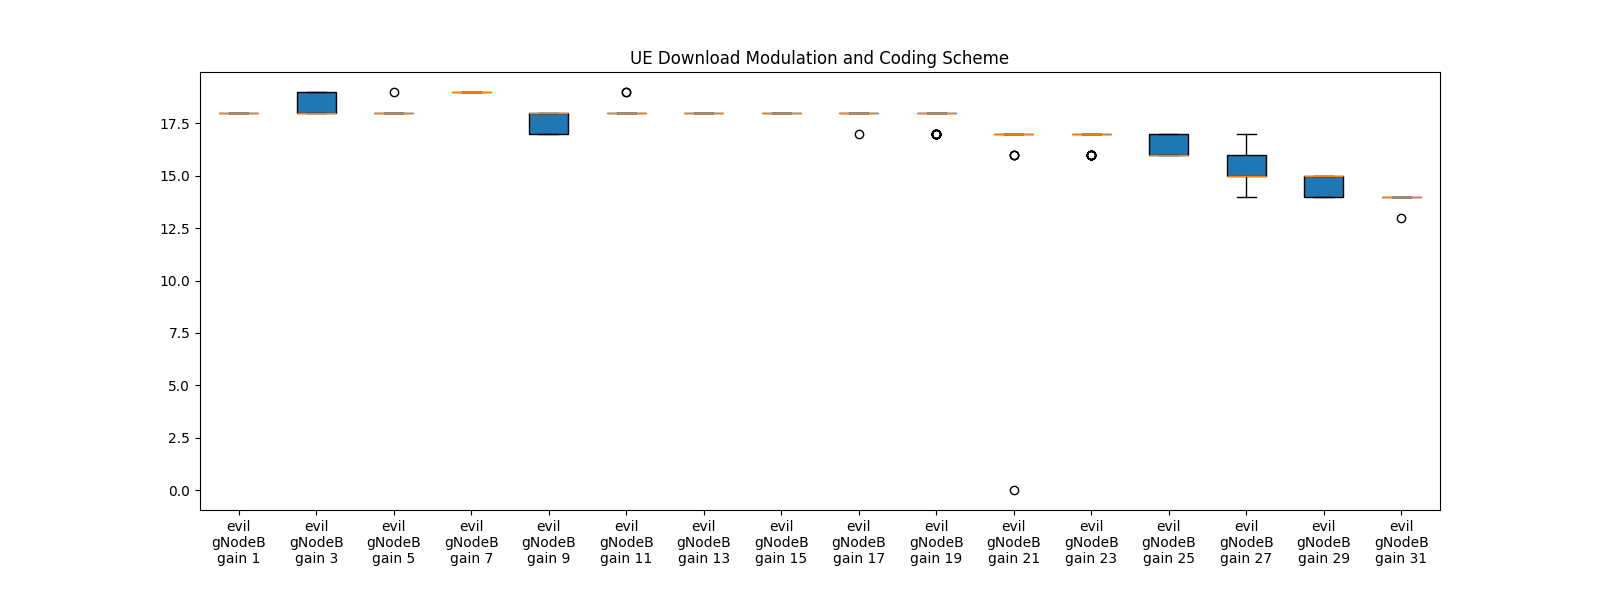 UE Download Modulation and Coding Scheme
17.5
15.0
12.5
10.0
7.5
5.0
2.5
0.0
evil
gNodeB
gain 1
evil
gNodeB
gain 3
evil
gNodeB
gain 5
evil
gNodeB
gain 7
evil
gNodeB
gain 9
evil
gNodeB
gain 11
evil
gNodeB
gain 13
evil
gNodeB
gain 15
evil
gNodeB
gain 17
evil
gNodeB
gain 19
evil
gNodeB
gain 21
evil
gNodeB
gain 23
evil
gNodeB
gain 25
evil
gNodeB
gain 27
evil
gNodeB
gain 29
evil
gNodeB
gain 31